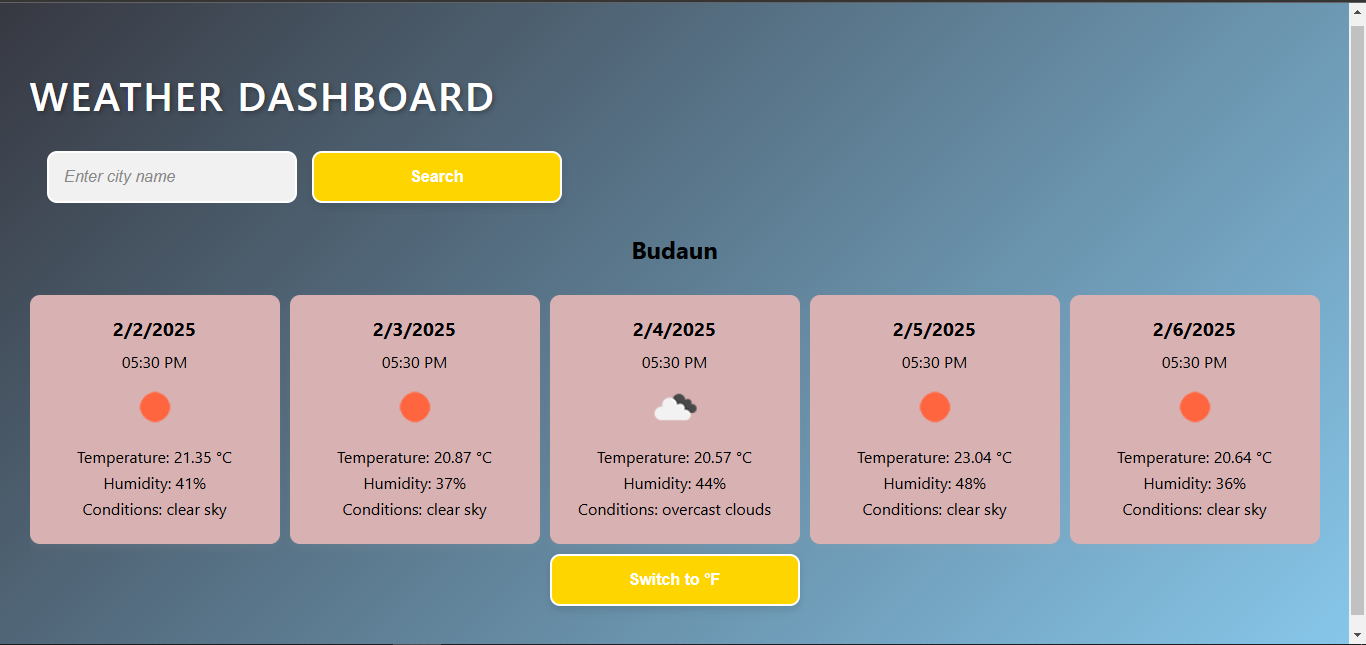 WEATHER DASHBOARD
Enter city name
Search
Budaun
2/2/2025
05:30 PM
Temperature: 21.35 °C
Humidity: 41%
Conditions: clear sky
2/3/2025
05:30 PM
Temperature: 20.87 °C
Humidity: 37%
Conditions: clear sky
2/4/2025
05:30 PM
Temperature: 20.57 °C
Humidity: 44%
Conditions: overcast clouds
2/5/2025
05:30 PM
Temperature: 23.04 °C
Humidity: 48%
Conditions: clear sky
2/6/2025
05:30 PM
Temperature: 20.64 °C
Humidity: 36%
Conditions: clear sky
Switch to °F